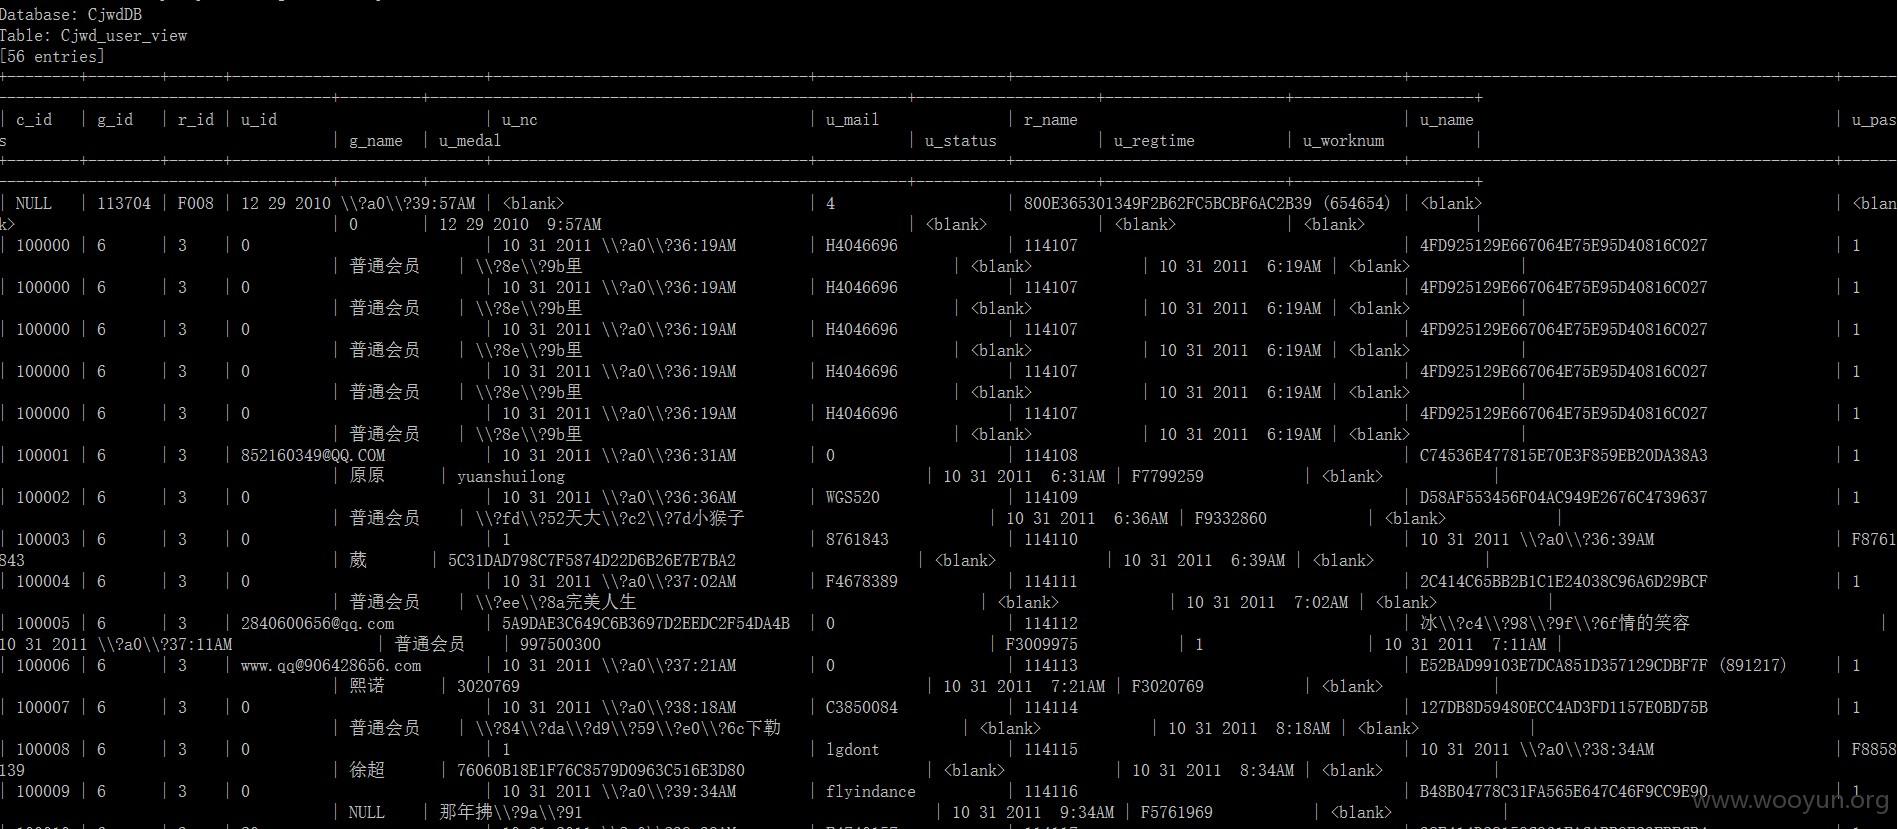 Database: CjwdDB
Table: Cjwd_user_view
[56 entries]
| c_id | g_id | r_id | u_id | u_nc | u_mail | r_name | u_name | u_pas
s | g_name | u_medal | u_status | u_regtime | u_worknum |
| NULL | 113704 | F008 | 12 29 2010 \\?a0\\?39:57AM | <blank> | 4 | 800E365301349F2B62FC5BCBF6AC2B39 (654654) | <blank> | <blan
k> | 0 | 12 29 2010 9:57AM | <blank> | <blank> | <blank> |
| 100000 | 6 | 3 | 0 | 10 31 2011 \\?a0\\?36:19AM | H4046696 | 114107 | 4FD925129E667064E75E95D40816C027 | 1
| 普通会员 | \\?8e\\?9b里 | <blank> | 10 31 2011 6:19AM | <blank> |
| 100000 | 6 | 3 | 0 | 10 31 2011 \\?a0\\?36:19AM | H4046696 | 114107 | 4FD925129E667064E75E95D40816C027 | 1
| 普通会员 | \\?8e\\?9b里 | <blank> | 10 31 2011 6:19AM | <blank> |
| 100000 | 6 | 3 | 0 | 10 31 2011 \\?a0\\?36:19AM | H4046696 | 114107 | 4FD925129E667064E75E95D40816C027 | 1
| 普通会员 | \\?8e\\?9b里 | <blank> | 10 31 2011 6:19AM | <blank> |
| 100000 | 6 | 3 | 0 | 10 31 2011 \\?a0\\?36:19AM | H4046696 | 114107 | 4FD925129E667064E75E95D40816C027 | 1
| 普通会员 | \\?8e\\?9b里 | <blank> | 10 31 2011 6:19AM | <blank> |
| 100000 | 6 | 3 | 0 | 10 31 2011 \\?a0\\?36:19AM | H4046696 | 114107 | 4FD925129E667064E75E95D40816C027 | 1
| 普通会员 | \\?8e\\?9b里 | <blank> | 10 31 2011 6:19AM | <blank> |
| 100001 | 6 | 3 | 852160349@QQ.COM | 10 31 2011 \\?a0\\?36:31AM | 0 | 114108 | C74536E477815E70E3F859EB20DA38A3 | 1
| 原原 | yuanshuilong | 10 31 2011 6:31AM | F7799259 | <blank> |
| 100002 | 6 | 3 | 0 | 10 31 2011 \\?a0\\?36:36AM | WGS520 | 114109 | D58AF553456F04AC949E2676C4739637 | 1
| 普通会员 | \\?fd\\?52天大\\?c2\\?7d小猴子 | 10 31 2011 6:36AM | F9332860 | <blank> |
| 100003 | 6 | 3 | 0 | 1 | 8761843 | 114110 | 10 31 2011 \\?a0\\?36:39AM | F8761
843 | 葳 | 5C31DAD798C7F5874D22D6B26E7E7BA2 | <blank> | 10 31 2011 6:39AM | <blank> |
| 100004 | 6 | 3 | 0 | 10 31 2011 \\?a0\\?37:02AM | F4678389 | 114111 | 2C414C65BB2B1C1E24038C96A6D29BCF | 1
| 普通会员 | \\?ee\\?8a完美人生 | <blank> | 10 31 2011 7:02AM | <blank> |
| 100005 | 6 | 3 | 2840600656@qq.com | 5A9DAE3C649C6B3697D2EEDC2F54DA4B | 0 | 114112 | 冰\\?c4\\?98\\?9f\\?6f情的笑容 |
10 31 2011 \\?a0\\?37:11AM | 普通会员 | 997500300 | F3009975 | 1 | 10 31 2011 7:11AM |
| 100006 | 6 | 3 | www.qq@906428656.com | 10 31 2011 \\?a0\\?37:21AM | 0 | 114113 | E52BAD99103E7DCA851D357129CDBF7F (891217) | 1
| 熙诺 | 3020769 | 10 31 2011 7:21AM | F3020769 | <blank> |
| 100007 | 6 | 3 | 0 | 10 31 2011 \\?a0\\?38:18AM | C3850084 | 114114 | 127DB8D59480ECC4AD3FD1157E0BD75B | 1
| 普通会员 | \\?84\\?da\\?d9\\?59\\?e0\\?6c下勒 | <blank> | 10 31 2011 8:18AM | <blank> |
| 100008 | 6 | 3 | 0 | 1 | lgdont | 114115 | 10 31 2011 \\?a0\\?38:34AM | F8858
139 | 徐超 | 76060B18E1F76C8579D0963C516E3D80 | <blank> | 10 31 2011 8:34AM | <blank> |
| 100009 | 6 | 3 | 0 | 10 31 2011 \\?a0\\?39:34AM | flyindance | 114116 | B48B04778C31FA565E647C46F9CC9E90 | 1
| NULL | 那年拂\\?9a\\?91 | 10 31 2011 9:34AM | F5761969 | <blank> |
www.wooyun.org